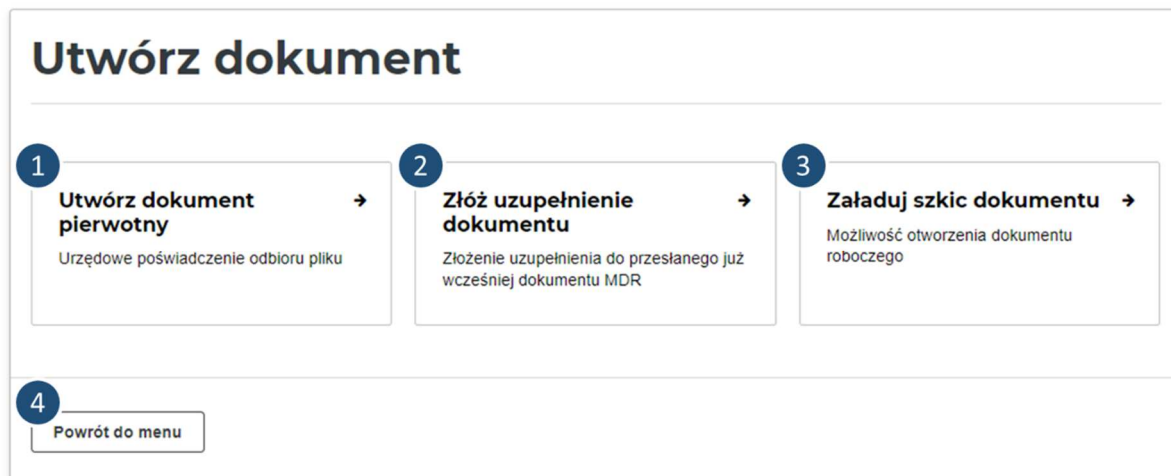 Utwórz dokument
1
Utwórz dokument
pierwotny
Urzędowe poświadczenie odbioru pliku
2
Złóż uzupełnienie
dokumentu
Złożenie uzupełnienia do przesłanego już
wcześniej dokumentu MDR
3
Załaduj szkic dokumentu
Możliwość otworzenia dokumentu
roboczego
4
Powrót do menu